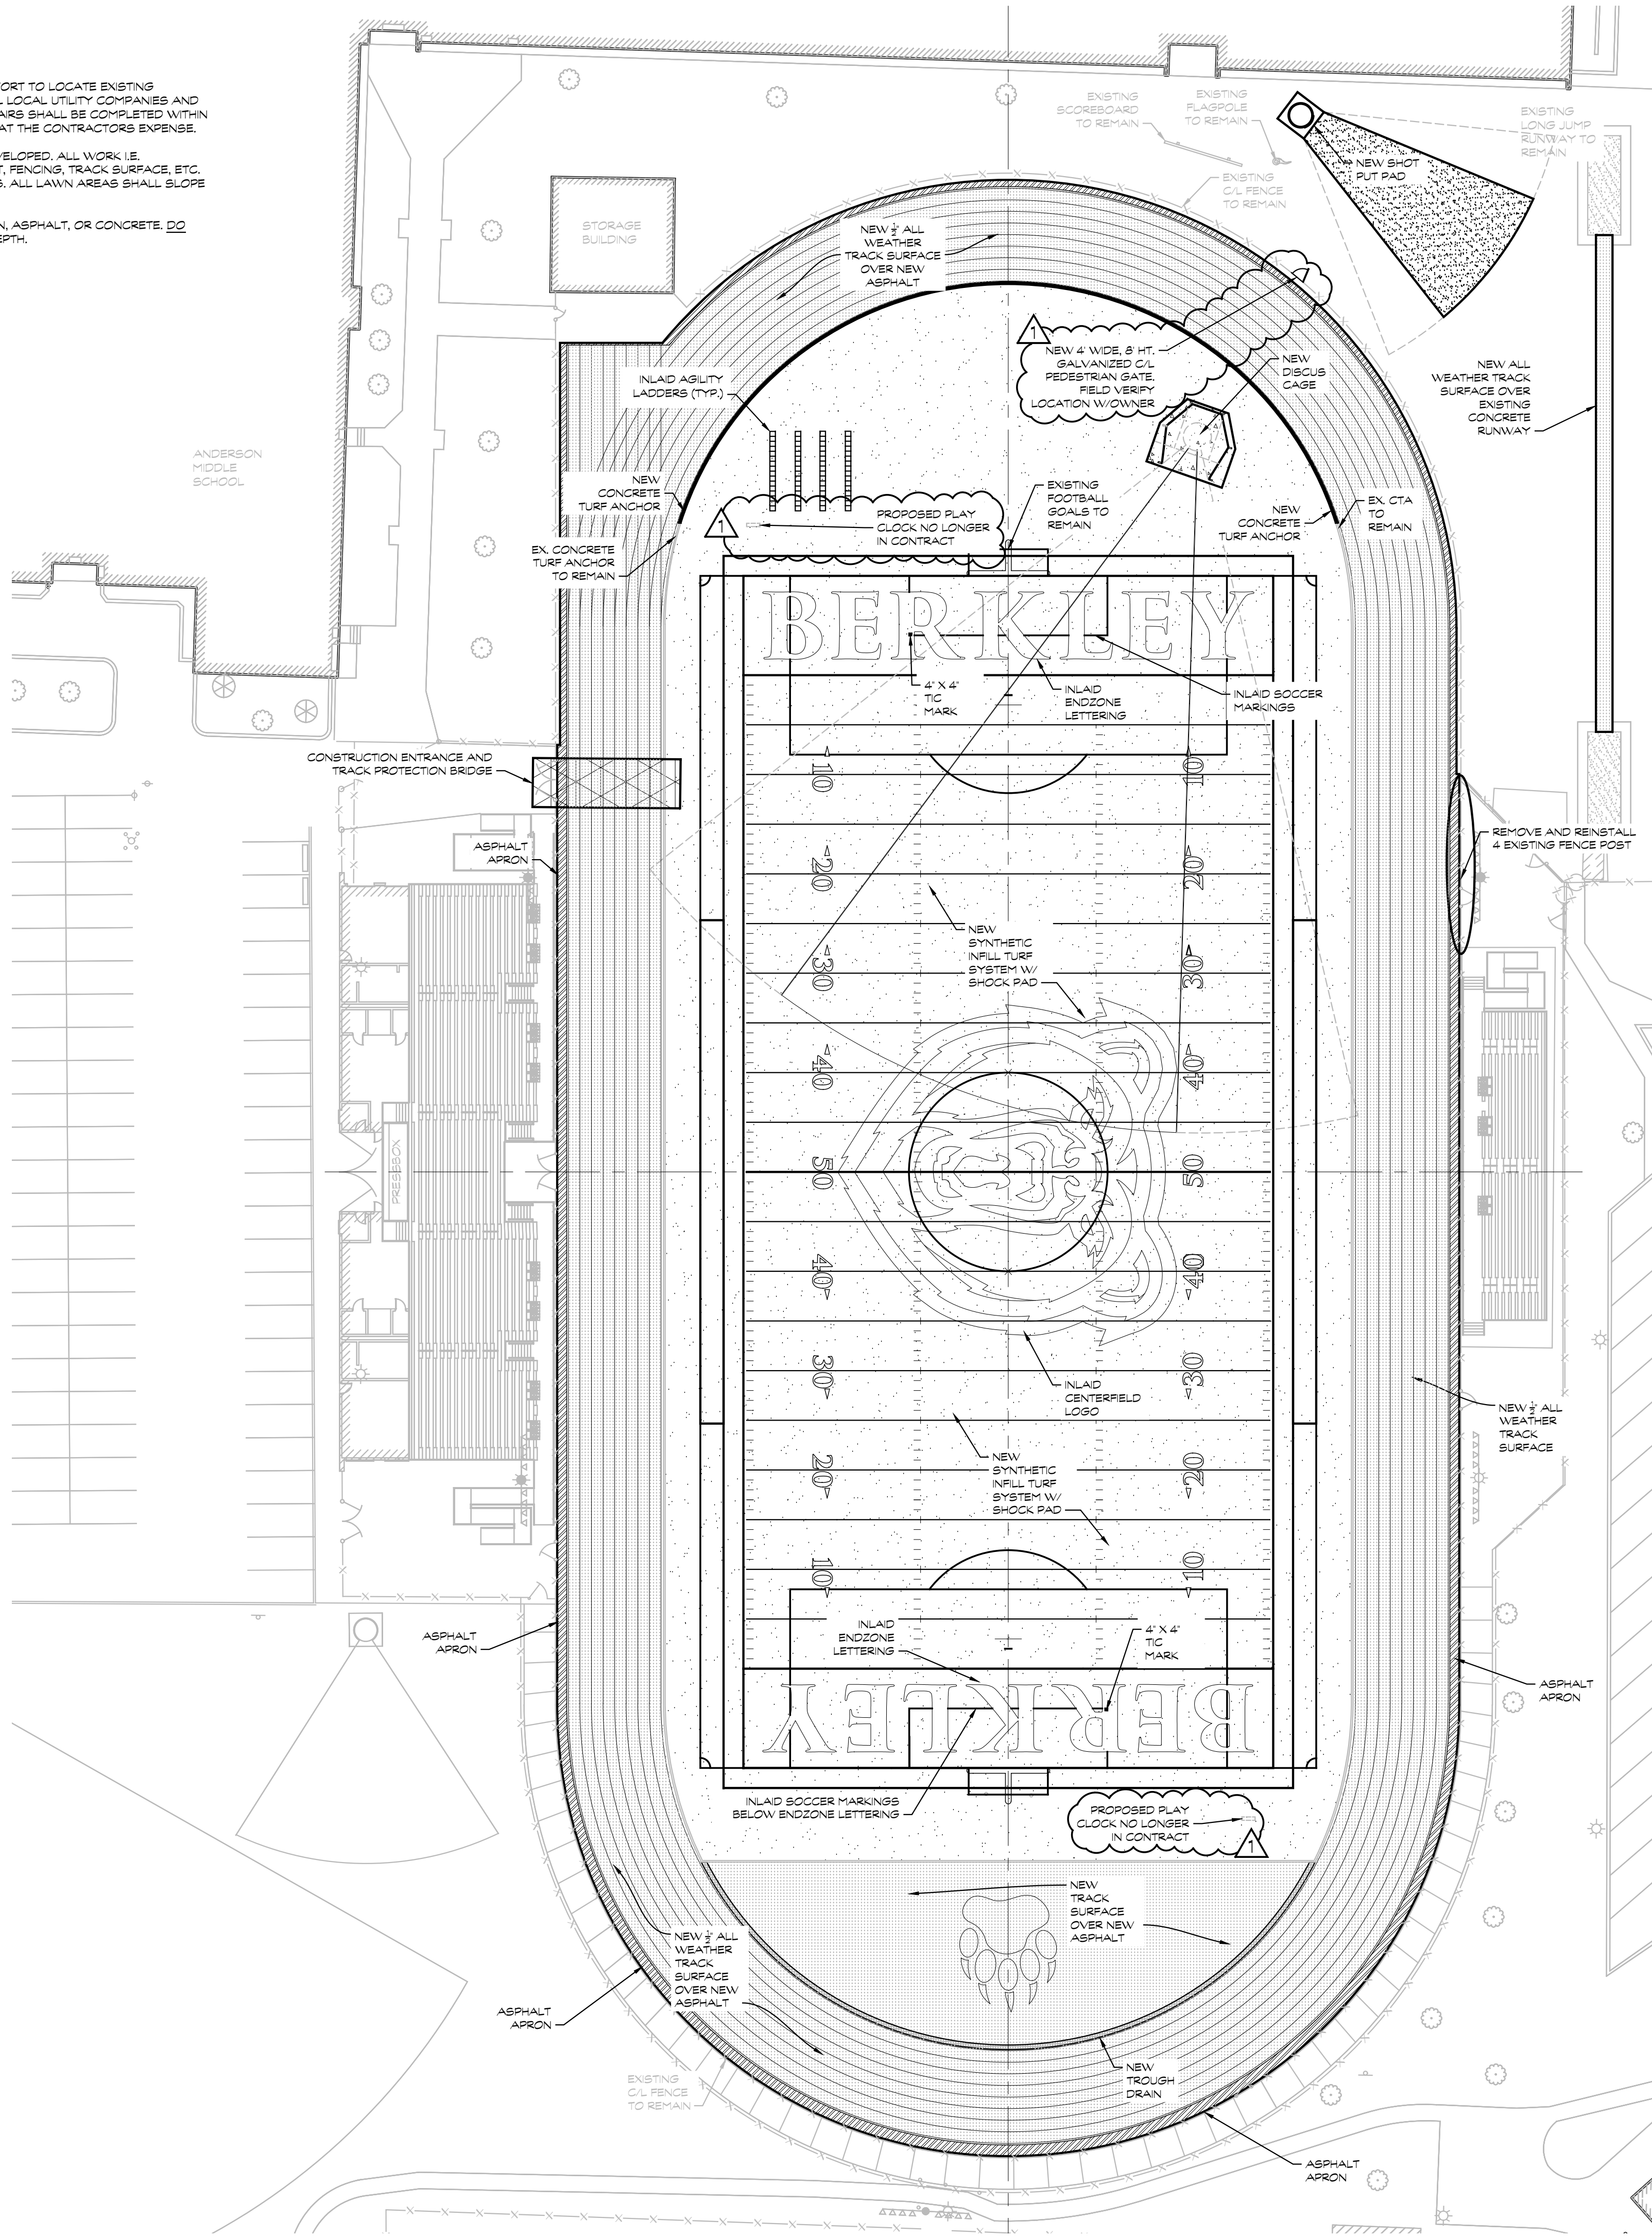 ORT TO LOCATE EXISTING
LOCAL UTILITY COMPANIES AND
AIRS SHALL BE COMPLETED WITHIN
AT THE CONTRACTORS EXPENSE.
VELOPED. ALL WORK I.E.
T, FENCING, TRACK SURFACE, ETC.
S. ALL LAWN AREAS SHALL SLOPE
N, ASPHALT, OR CONCRETE. DO
EPTH.
EXISTING
SCOREBOARD
TO REMAIN
EXISTING
FLAGPOLE
TO REMAIN
EXISTING
LONG JUMP
RUNWAY TO
REMAIN
NEW SHOT
PUT PAD
EXISTING
C/L FENCE
TO REMAIN
STORAGE
BUILDING
NEW ½" ALL
WEATHER
TRACK SURFACE
OVER NEW
ASPHALT
1
NEW 4' WIDE, 8' HT.
GALVANIZED C/L
PEDESTRIAN GATE.
FIELD VERIFY
LOCATION W/OWNER
NEW
DISCUS
CAGE
NEW ALL
WEATHER TRACK
SURFACE OVER
EXISTING
CONCRETE
RUNWAY
INLAID AGILITY
LADDERS (TYP.)
ANDERSON
MIDDLE
SCHOOL
NEW
CONCRETE
TURF ANCHOR
1
PROPOSED PLAY
CLOCK NO LONGER
IN CONTRACT
EXISTING
FOOTBALL
GOALS TO
REMAIN
NEW
CONCRETE
TURF ANCHOR
EX. CTA
TO
REMAIN
EX. CONCRETE
TURF ANCHOR
TO REMAIN
BERKLEY
4" X 4"
TIC
MARK
INLAID
ENDZONE
LETTERING
INLAID SOCCER
MARKINGS
CONSTRUCTION ENTRANCE AND
TRACK PROTECTION BRIDGE
10 10
REMOVE AND REINSTALL
4 EXISTING FENCE POST
ASPHALT
APRON
20 20
NEW
SYNTHETIC
INFILL TURF
SYSTEM W/
SHOCK PAD
30 30
40 40
PRESSBOX
50 50
40 40
30 30
INLAID
CENTERFIELD
LOGO
NEW ½" ALL
WEATHER
TRACK
SURFACE
20 20
NEW
SYNTHETIC
INFILL TURF
SYSTEM W/
SHOCK PAD
10 10
ASPHALT
APRON
INLAID
ENDZONE
LETTERING
4" X 4"
TIC
MARK
ASPHALT
APRON
BERKLEY
INLAID SOCCER MARKINGS
BELOW ENDZONE LETTERING
PROPOSED PLAY
CLOCK NO LONGER
IN CONTRACT
1
NEW
TRACK
SURFACE
OVER NEW
ASPHALT
NEW ½" ALL
WEATHER
TRACK
SURFACE
OVER NEW
ASPHALT
ASPHALT
APRON
EXISTING
C/L FENCE
TO REMAIN
NEW
TROUGH
DRAIN
ASPHALT
APRON